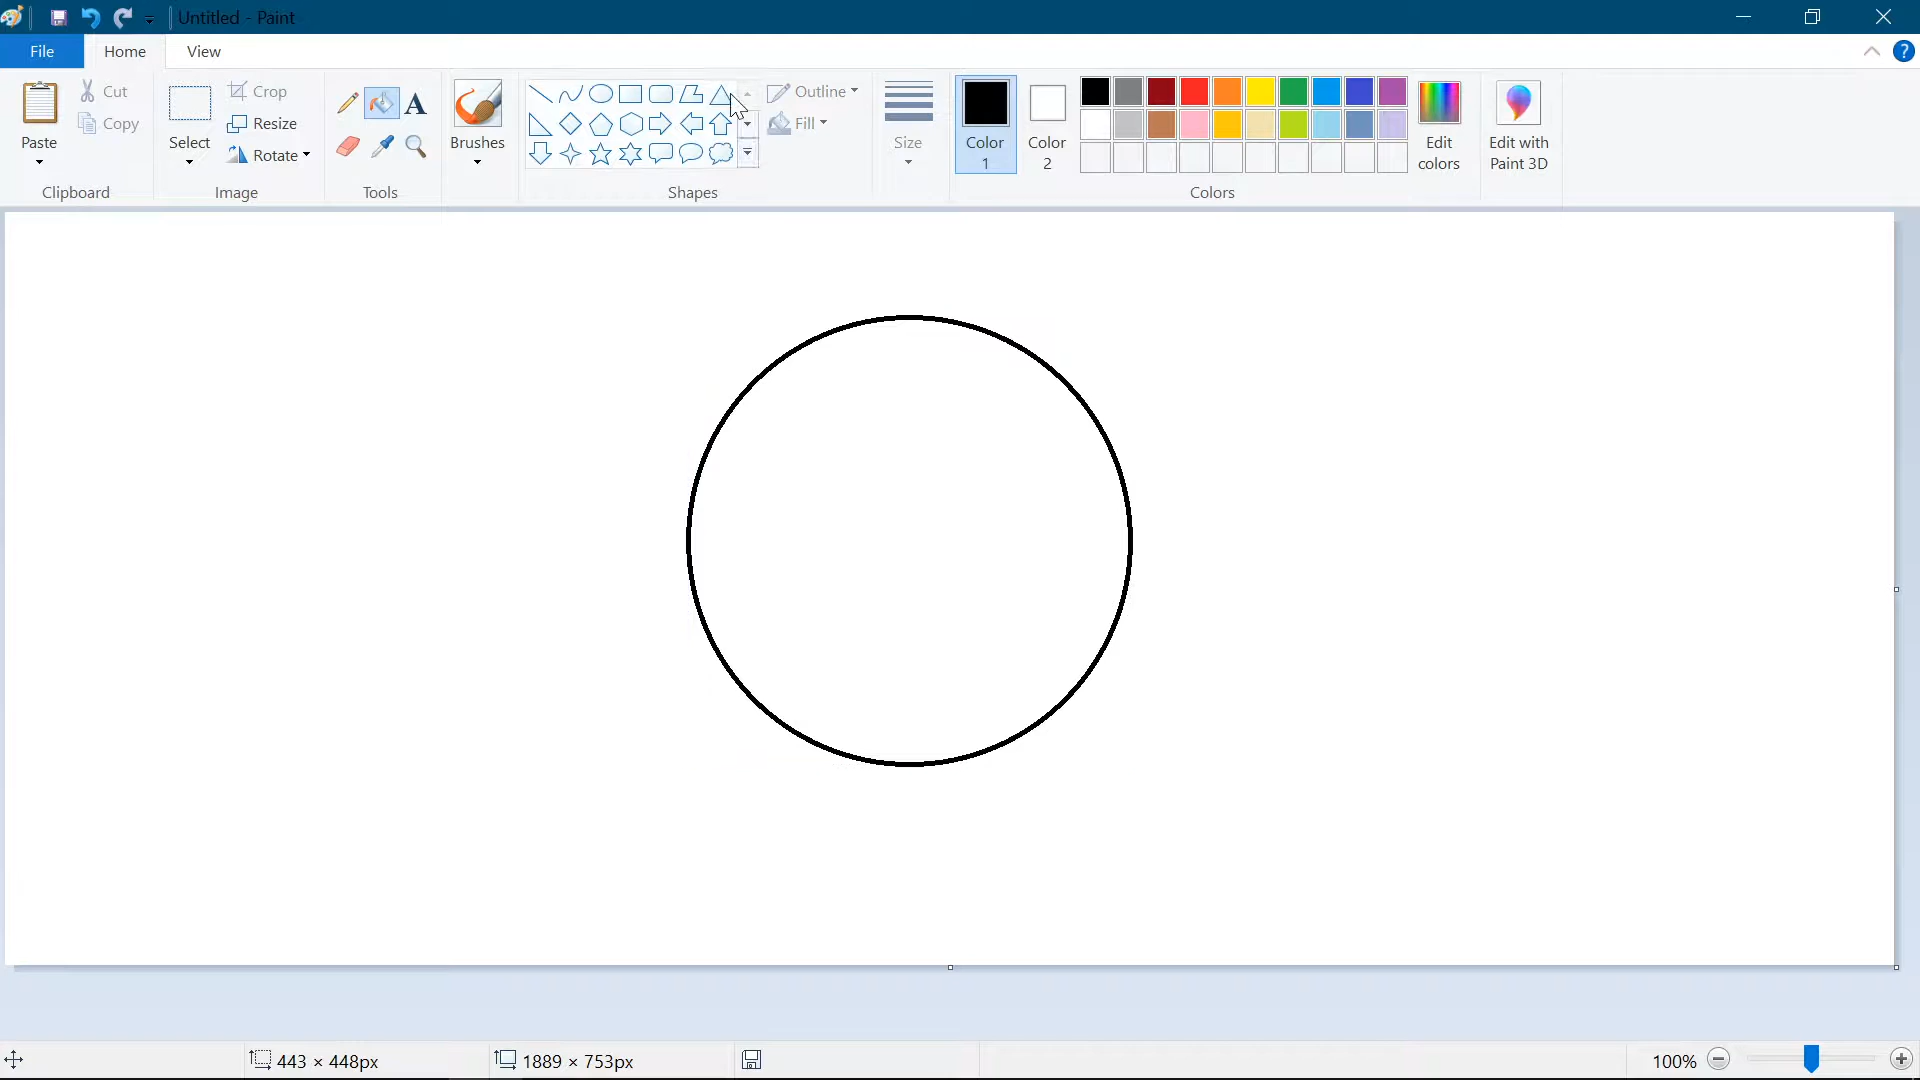 Untitled - Paint
File
Home
View
Paste
Cut
Copy
Clipboard
Select
Crop
Resize
Rotate
Image
A
Tools
Brushes
Shapes
Outline
Fill
Size
Color
1
Color
2
Colors
Edit
colors
Edit with
Paint 3D
443 × 448px
1889 × 753px
100%